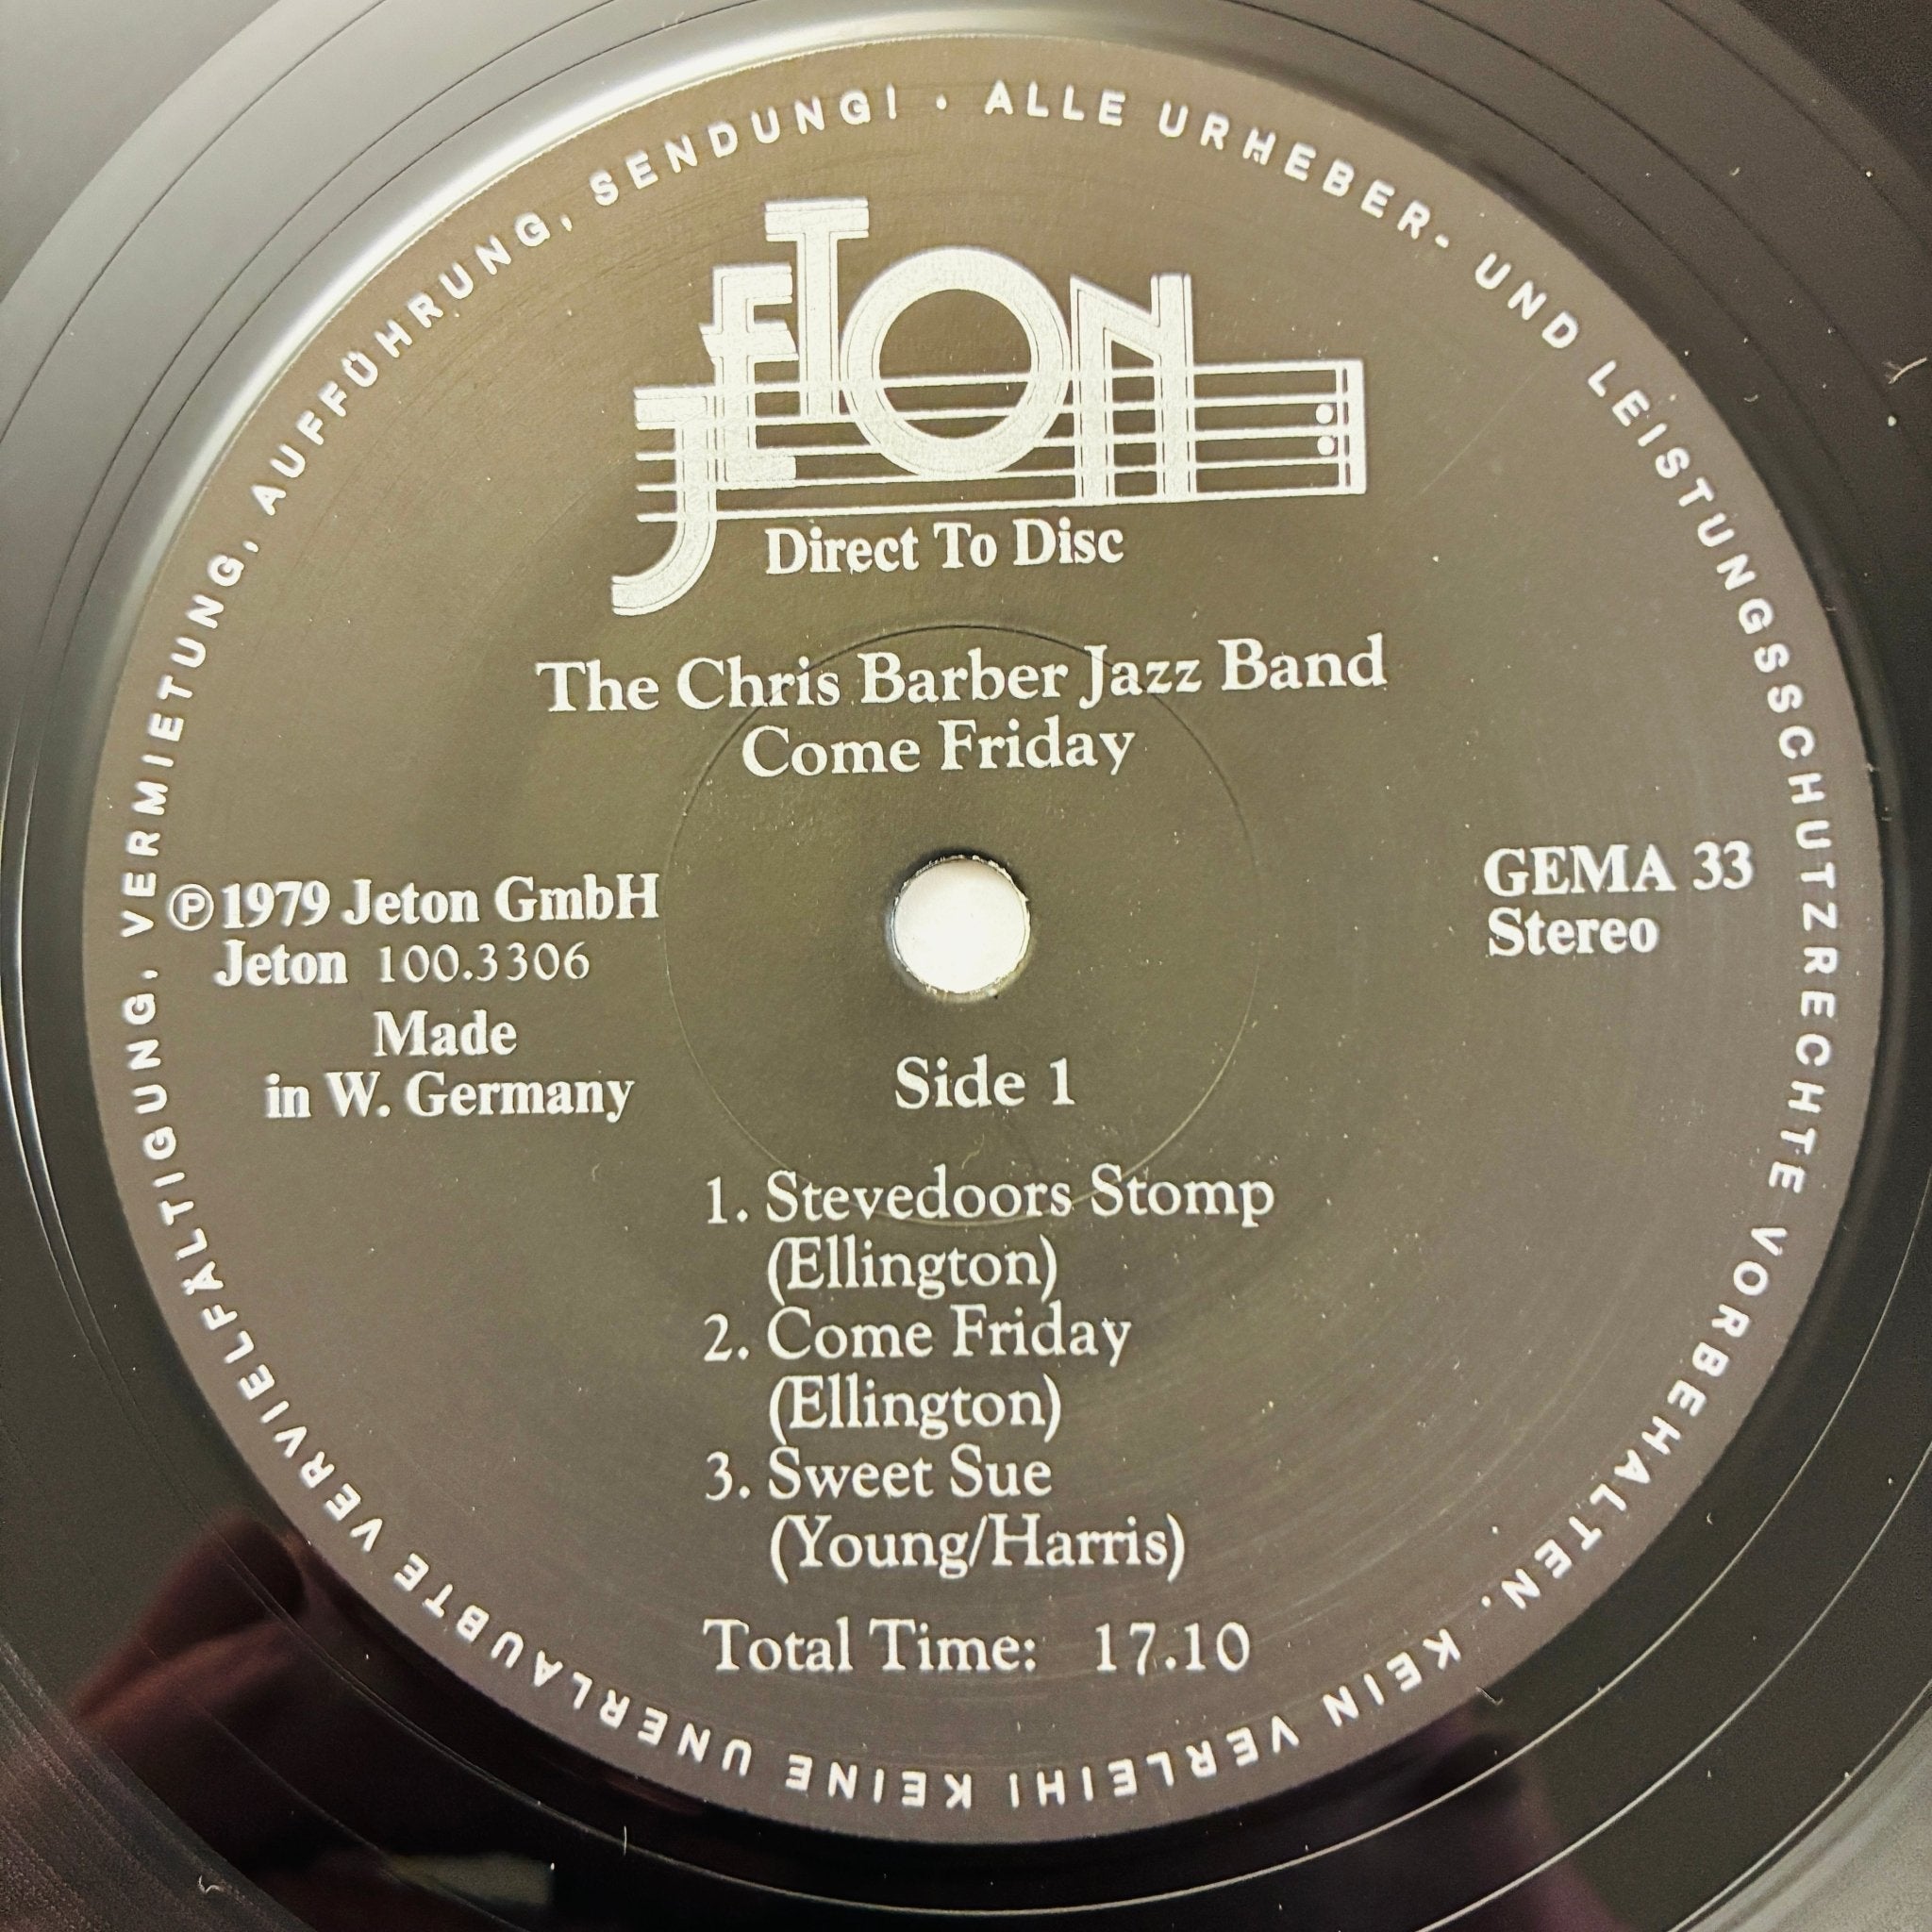 ALLE URHEBER- UND LEISTUNGSSCHUTZRECHTE VORBEHALTEN. KEIN VERLEIH! KEINE UNERLAUBTE VERVIELFÄLTIGUNG, VERMIETUNG, AUFFÜHRUNG, SENDUNG! ·
JETON
Direct To Disc
The Chris Barber Jazz Band
Come Friday
℗1979 Jeton GmbH
Jeton 100.3306
Made
in W. Germany
GEMA 33
Stereo
Side 1
1. Stevedoors Stomp
(Ellington)
2. Come Friday
(Ellington)
3. Sweet Sue
(Young/Harris)
Total Time: 17.10